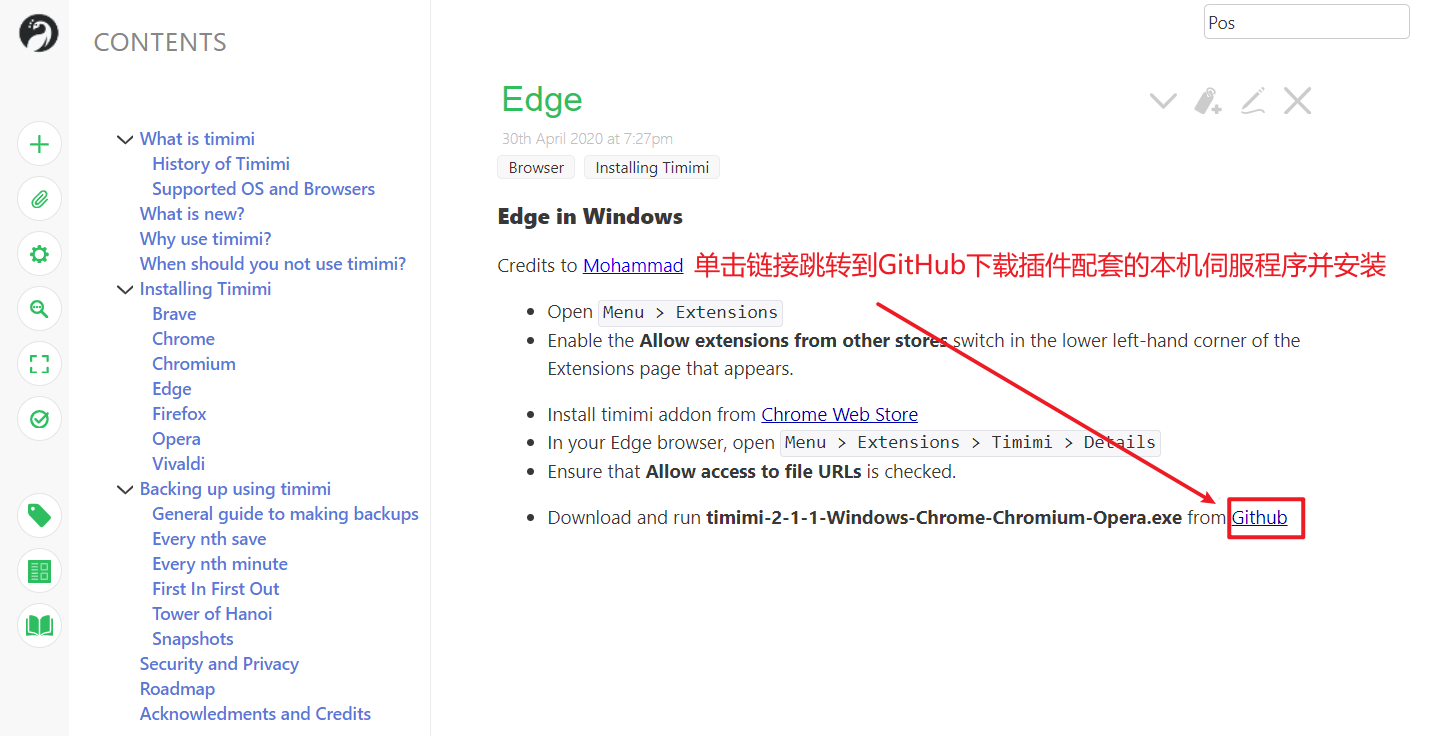 Pos
CONTENTS
What is timimi
History of Timimi
Supported OS and Browsers
What is new?
Why use timimi?
When should you not use timimi?
Installing Timimi
Brave
Chrome
Chromium
Edge
Firefox
Opera
Vivaldi
Backing up using timimi
General guide to making backups
Every nth save
Every nth minute
First In First Out
Tower of Hanoi
Snapshots
Security and Privacy
Roadmap
Acknowledments and Credits
Edge
30th April 2020 at 7:27pm
Browser Installing Timimi
Edge in Windows
Credits to Mohammad 单击链接跳转到GitHub下载插件配套的本机伺服程序并安装
Open Menu > Extensions
Enable the Allow extensions from other stores switch in the lower left-hand corner of the
Extensions page that appears.
Install timimi addon from Chrome Web Store
In your Edge browser, open Menu > Extensions > Timimi > Details
Ensure that Allow access to file URLs is checked.
Download and run timimi-2-1-1-Windows-Chrome-Chromium-Opera.exe from Github